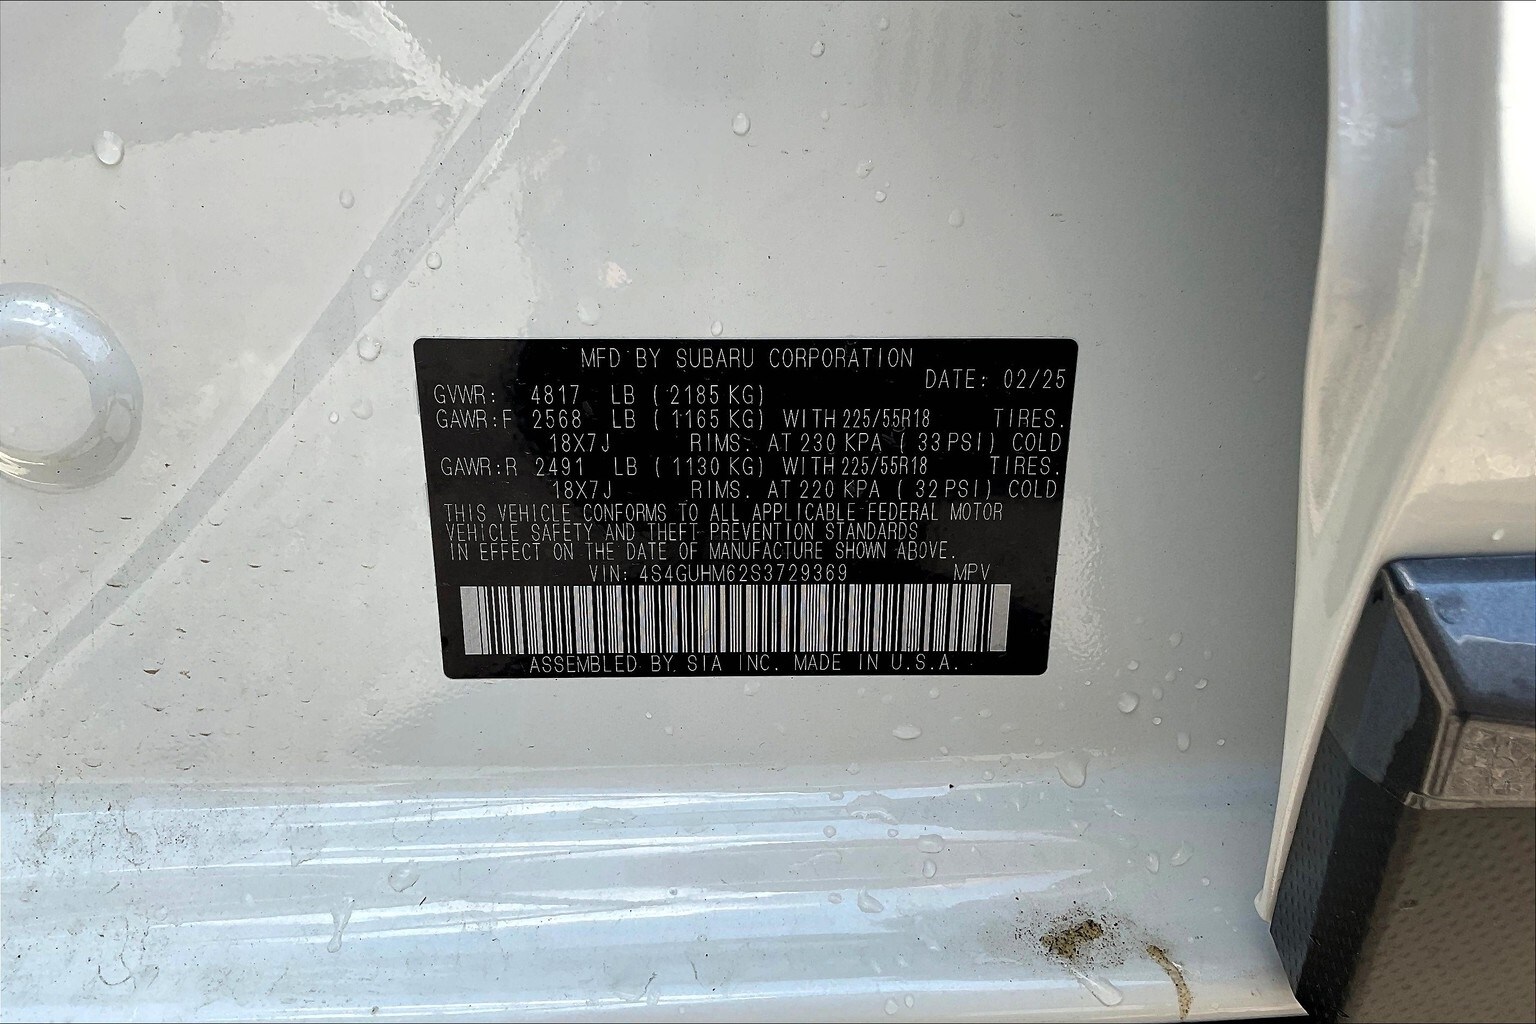 MFD BY SUBARU CORPORATION
DATE: 02/25
GVWR: 4817 LB (2185 KG)
GAWR:F 2568 LB (1165 KG) WITH 225/55R18 TIRES.
18X7J RIMS. AT 230 KPA (33 PSI) COLD
GAWR:R 2491 LB (1130 KG) WITH 225/55R18 TIRES.
18X7J RIMS. AT 220 KPA (32 PSI) COLD
THIS VEHICLE CONFORMS TO ALL APPLICABLE FEDERAL MOTOR
VEHICLE SAFETY AND THEFT PREVENTION STANDARDS
IN EFFECT ON THE DATE OF MANUFACTURE SHOWN ABOVE.
VIN: 4S4GUHM62S3729369 MPV
ASSEMBLED BY SIA INC. MADE IN U.S.A.